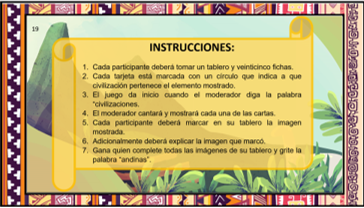 19
INSTRUCCIONES:
1. Cada participante deberá tomar un tablero y veinticinco fichas.
2. Cada tarjeta está marcada con un círculo que indica a que
civilización pertenece el elemento mostrado.
3. El juego da inicio cuando el moderador diga la palabra
"civilizaciones.
4. El moderador cantará y mostrará cada una de las cartas.
5. Cada participante deberá marcar en su tablero la imagen
mostrada.
6. Adicionalmente deberá explicar la imagen que marcó.
7. Gana quien complete todas las imágenes de su tablero y grite la
palabra "andinas".